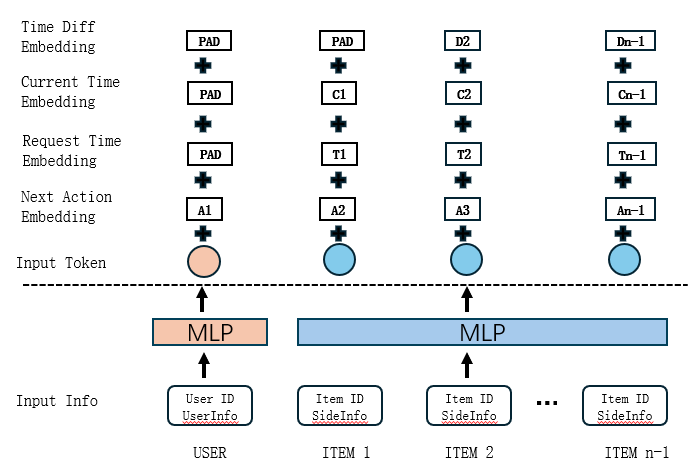 Time Diff
Embedding
PAD PAD D2 Dn-1
Current Time
Embedding
PAD C1 C2 Cn-1
Request Time
Embedding
PAD T1 T2 Tn-1
Next Action
Embedding
A1 A2 A3 An-1
Input Token
MLP MLP
Input Info
User ID Item ID Item ID ... Item ID
UserInfo SideInfo SideInfo SideInfo
USER ITEM 1 ITEM 2 ITEM n-1